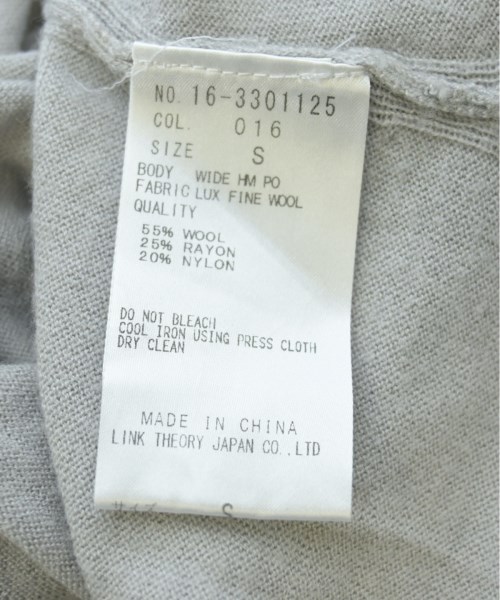 NO. 16-3301125
COL. 016
SIZE S
BODY WIDE HM PO
FABRIC LUX FINE WOOL
QUALITY
55% WOOL
25% RAYON
20% NYLON
DO NOT BLEACH
COOL IRON USING PRESS CLOTH
DRY CLEAN
MADE IN CHINA
LINK THEORY JAPAN CO.,LTD
S